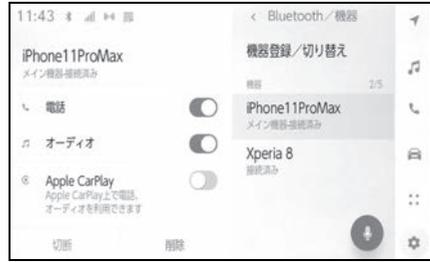 11:43
iPhone11ProMax
メイン機器-接続済み
電話
オーディオ
Apple CarPlay
Apple CarPlay上で電話、
オーディオを利用できます
切断 削除
< Bluetooth／機器
機器登録／切り替え
機器 2/5
iPhone11ProMax
メイン機器-接続済み
Xperia 8
接続済み